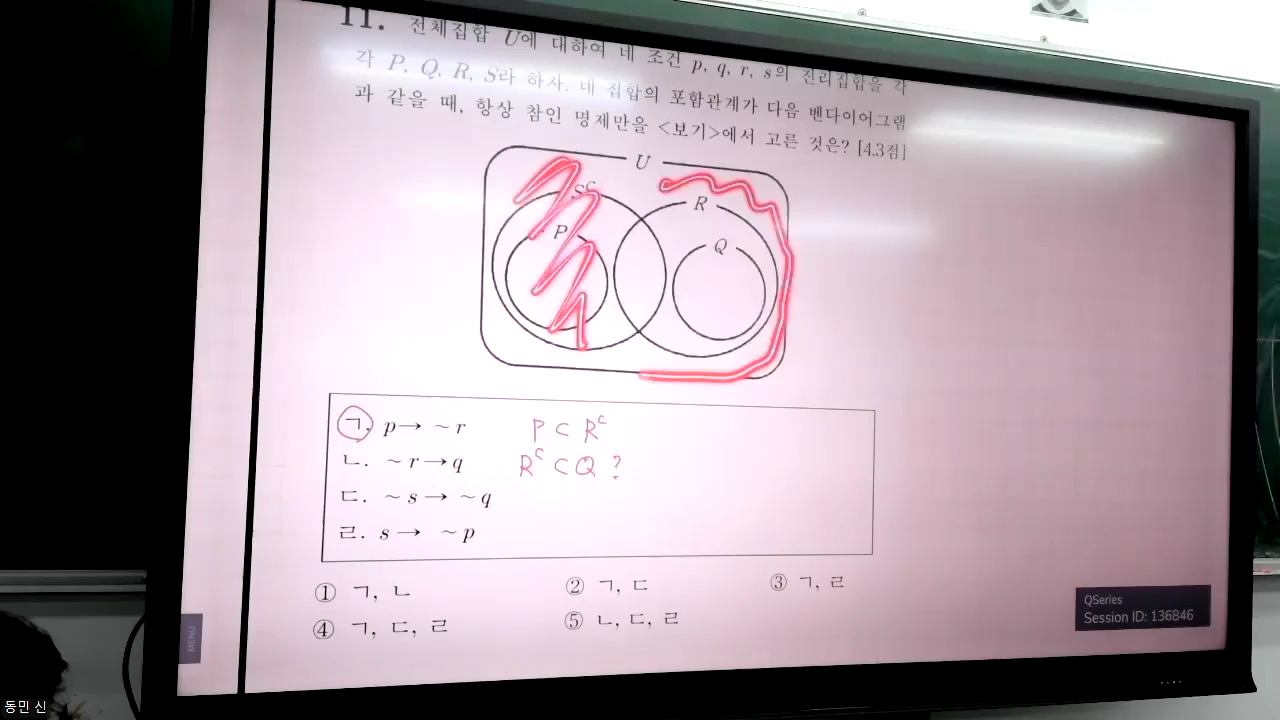 11. 전체집합 U에 대하여 네 조건 p, q, r, s의 진리집합을 각
각 P, Q, R, S라 하자. 네 집합의 포함관계가 다음 벤다이어그램
과 같을 때, 항상 참인 명제만을 <보기>에서 고른 것은? [4.3점]
U
Sᶜ
R
P
Q
ㄱ. p→ ~r P⊂Rᶜ
ㄴ. ~r→q Rᶜ⊂Q ?
ㄷ. ~s→ ~q
ㄹ. s→ ~p
① ㄱ, ㄴ ② ㄱ, ㄷ ③ ㄱ, ㄹ
④ ㄱ, ㄷ, ㄹ ⑤ ㄴ, ㄷ, ㄹ
QSeries
Session ID: 136846
동민 신